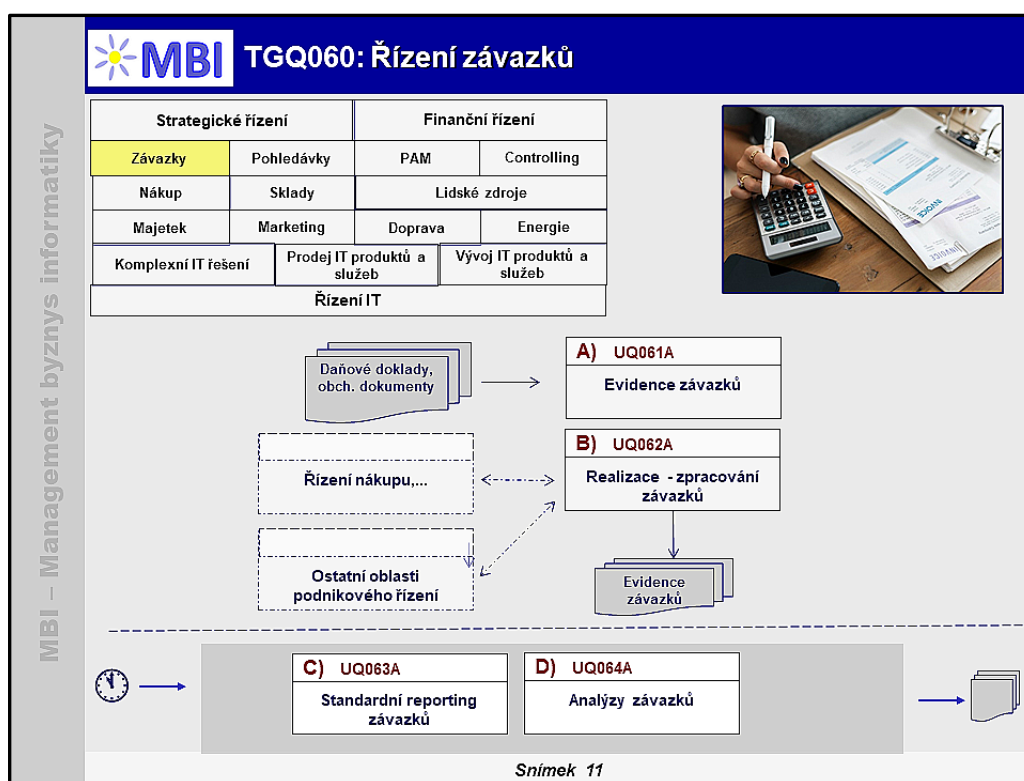 MBI
TGQ060: Řízení závazků
MBI – Management byznys informatiky
Strategické řízení
Finanční řízení
Závazky
Pohledávky
PAM
Controlling
Nákup
Sklady
Lidské zdroje
Majetek
Marketing
Doprava
Energie
Komplexní IT řešení
Prodej IT produktů a
služeb
Vývoj IT produktů a
služeb
Řízení IT
INVOICE
INVOICE
Daňové doklady,
obch. dokumenty
A) UQ061A
Evidence závazků
Řízení nákupu,...
B) UQ062A
Realizace - zpracování
závazků
Ostatní oblasti
podnikového řízení
Evidence
závazků
C) UQ063A
Standardní reporting
závazků
D) UQ064A
Analýzy závazků
Snímek 11